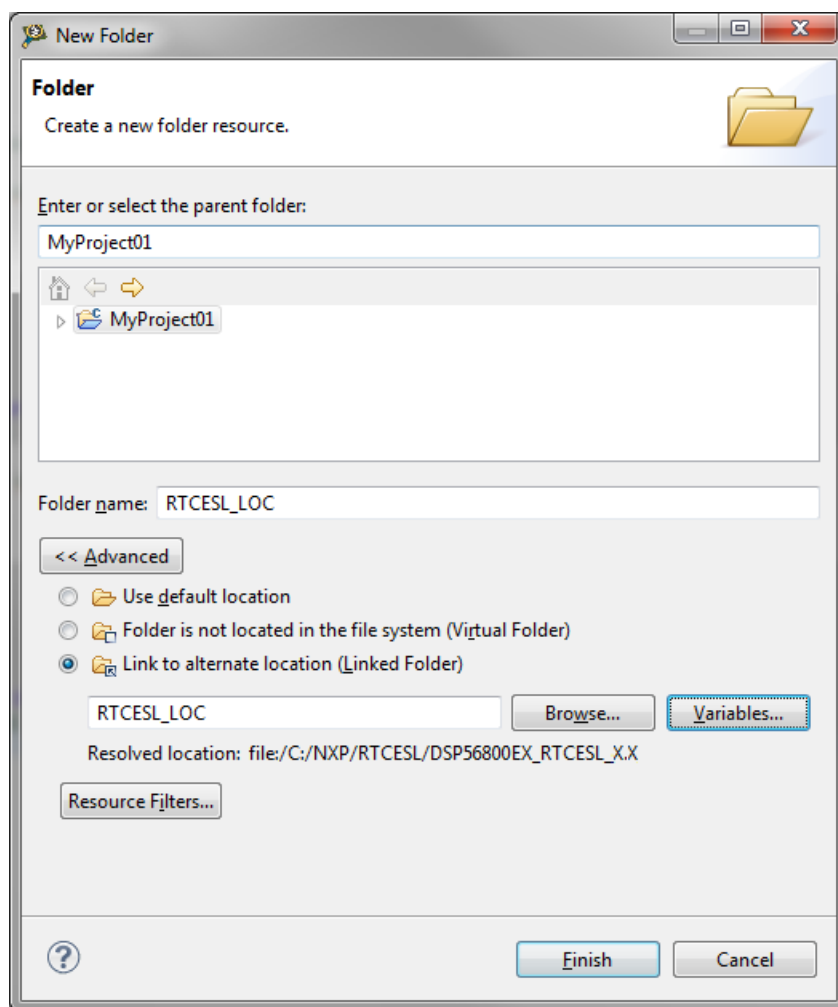 New Folder
Folder
Create a new folder resource.
Enter or select the parent folder:
MyProject01
MyProject01
Folder name: RTCESL_LOC
<< Advanced
Use default location
Folder is not located in the file system (Virtual Folder)
Link to alternate location (Linked Folder)
RTCESL_LOC Browse... Variables...
Resolved location: file:/C:/NXP/RTCESL/DSP56800EX_RTCESL_X.X
Resource Filters...
? Finish Cancel